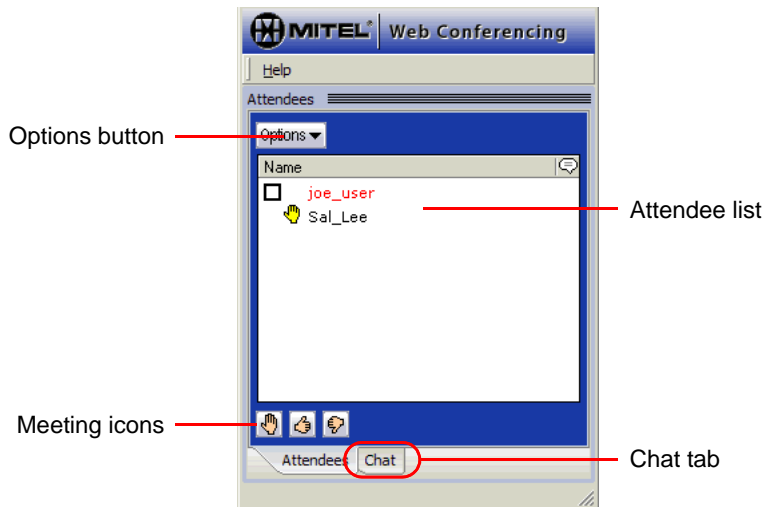 MITEL® Web Conferencing
Help
Attendees
Options button
Options
Name
joe_user
Sal_Lee
Attendee list
Meeting icons
Attendees Chat
Chat tab